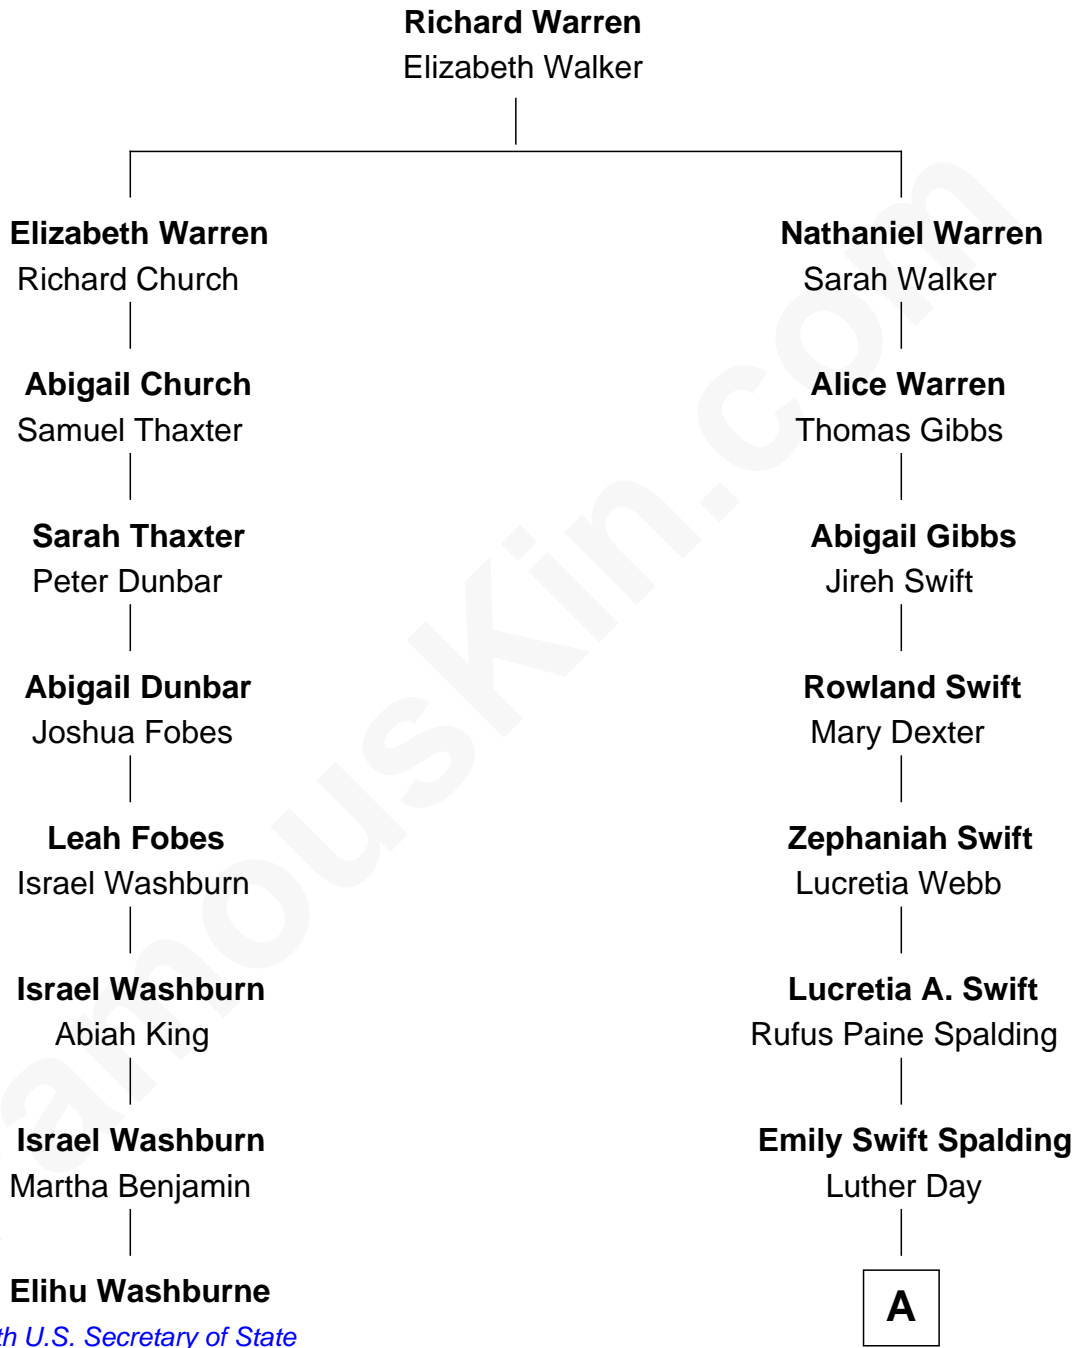 Richard Warren
Elizabeth Walker
Elizabeth Warren
Richard Church
Nathaniel Warren
Sarah Walker
Abigail Church
Samuel Thaxter
Alice Warren
Thomas Gibbs
Sarah Thaxter
Peter Dunbar
Abigail Gibbs
Jireh Swift
Abigail Dunbar
Joshua Fobes
Rowland Swift
Mary Dexter
Leah Fobes
Israel Washburn
Zephaniah Swift
Lucretia Webb
Israel Washburn
Abiah King
Lucretia A. Swift
Rufus Paine Spalding
Israel Washburn
Martha Benjamin
Emily Swift Spalding
Luther Day
Elihu Washburne
th U.S. Secretary of State
A
amouskin.com